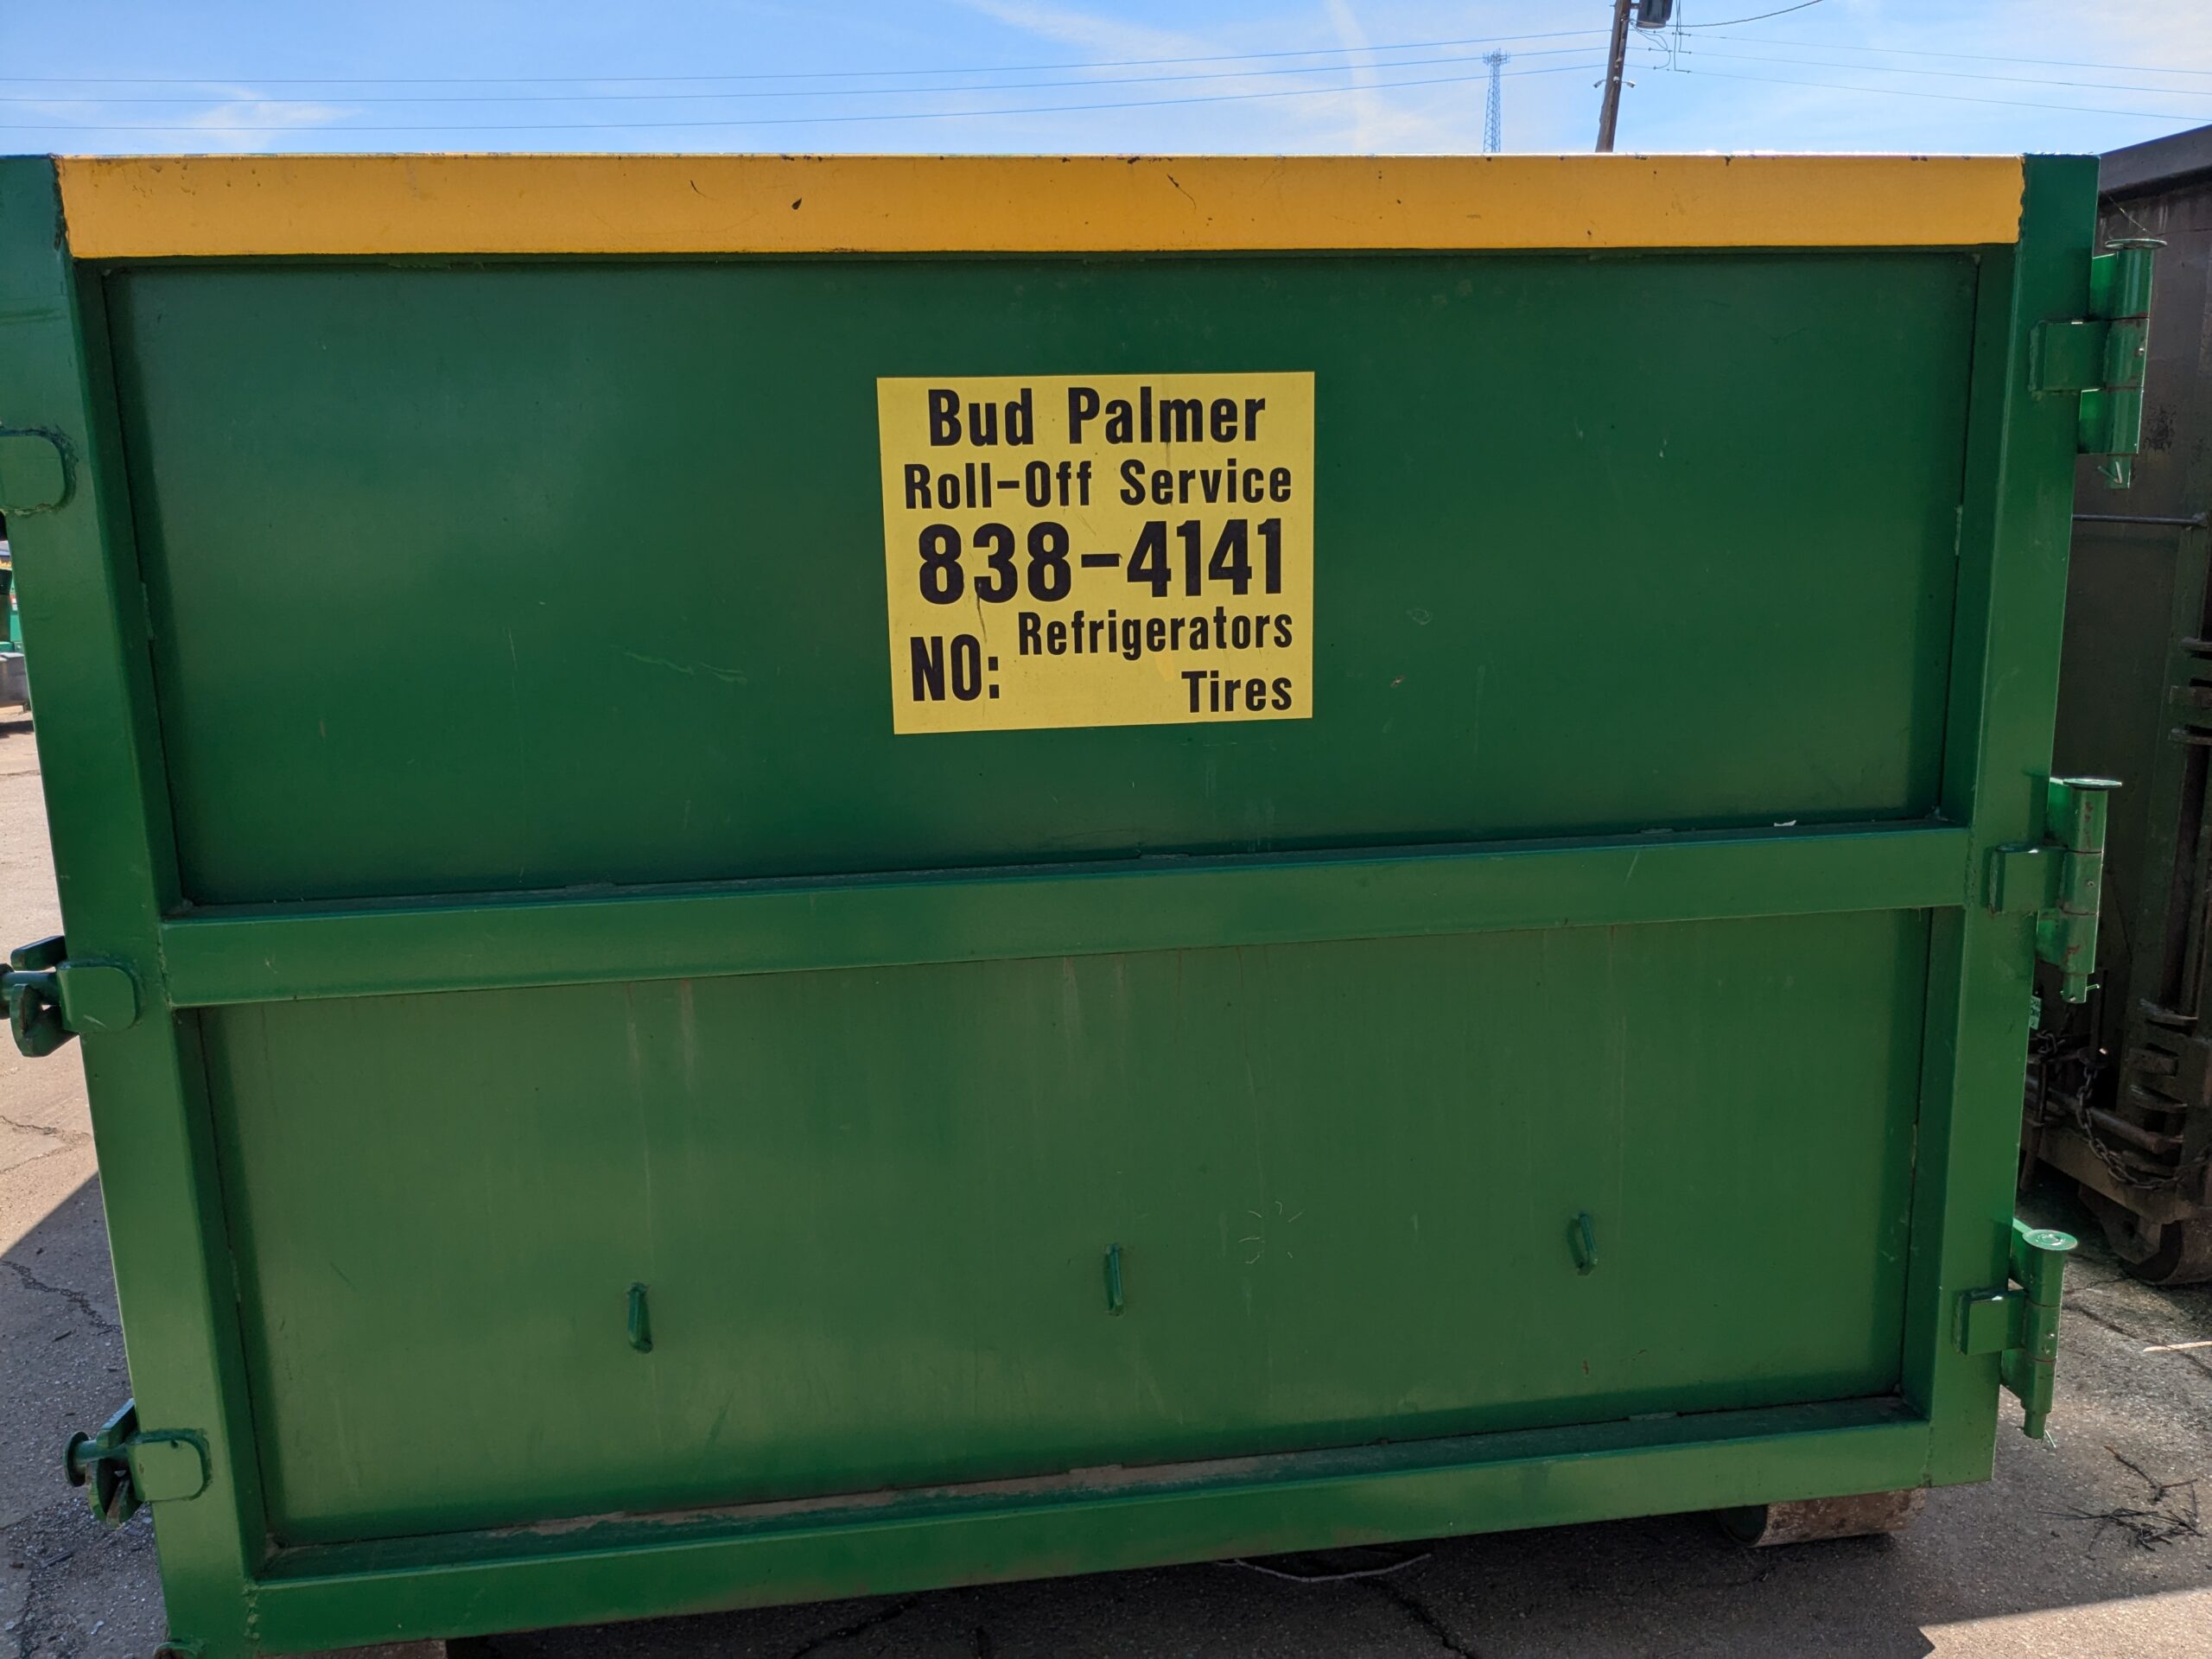 Bud Palmer
Roll-Off Service
838-4141
NO: Refrigerators
Tires